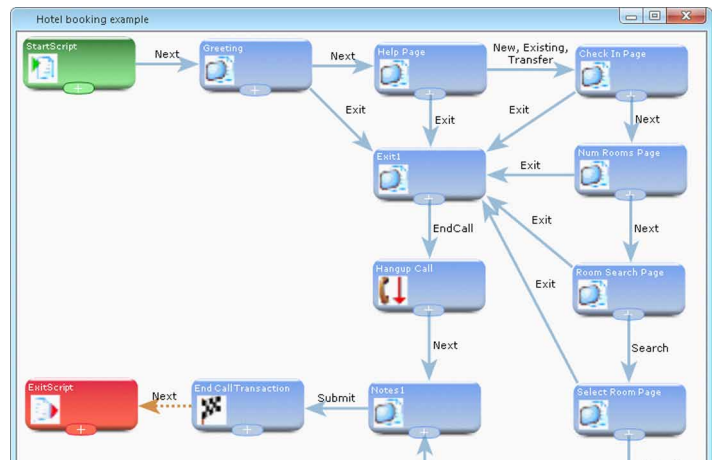 Hotel booking example
StartScript
Next
Greeting
Next
Help Page
New, Existing,
Transfer
Check In Page
Exit
Exit
Exit
Next
Exit1
Exit
Num Rooms Page
EndCall
Exit
Next
Hangup Call
Exit
Room Search Page
Next
Search
ExitScript
Next
End CallTransaction
Submit
Notes1
Select Room Page